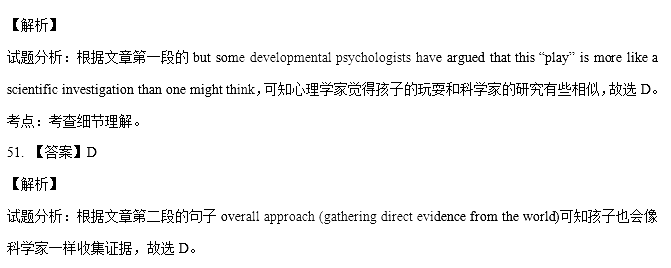 【解析】
试题分析：根据文章第一段的 but some developmental psychologists have argued that this “play” is more like a
scientific investigation than one might think，可知心理学家觉得孩子的玩耍和科学家的研究有些相似，故选 D。
考点：考查细节理解。
51. 【答案】D
【解析】
试题分析：根据文章第二段的句子 overall approach (gathering direct evidence from the world)可知孩子也会像
科学家一样收集证据，故选 D。